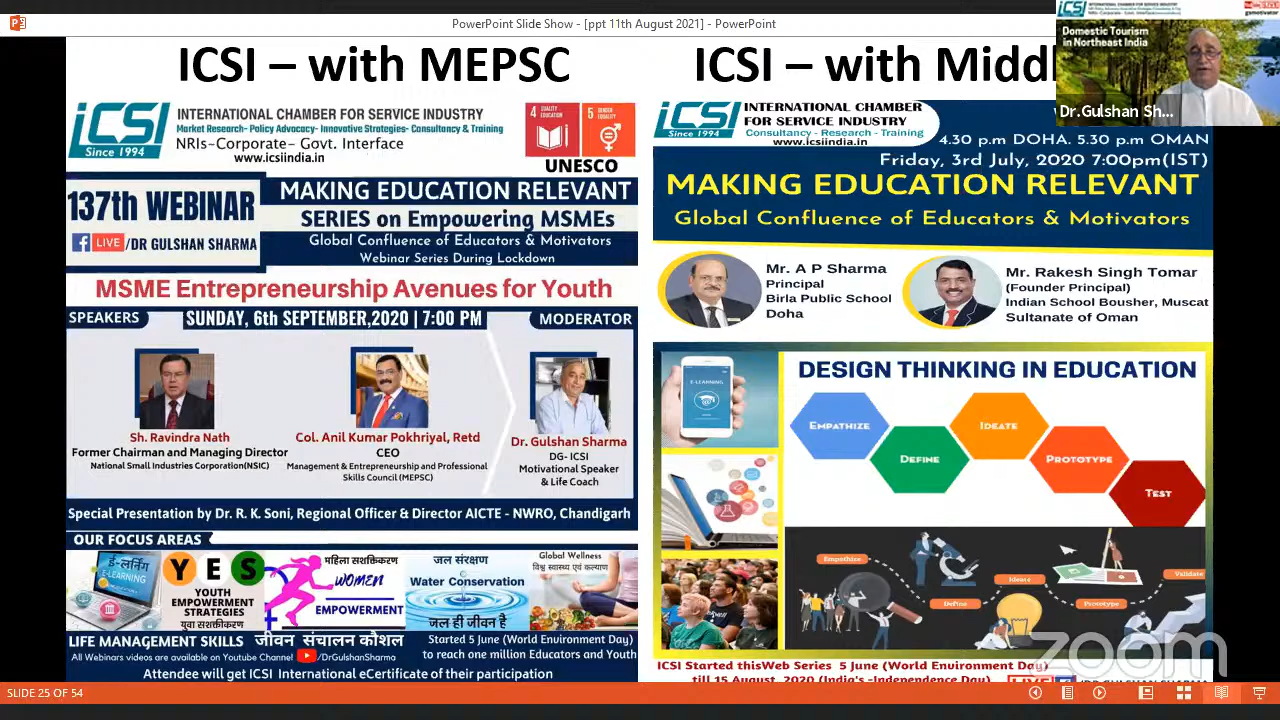 PowerPoint Slide Show - [ppt 11th August 2021] - PowerPoint
ICSI – with MEPSC
ICSI – with Middl
iCSI
Since 1994
INTERNATIONAL CHAMBER FOR SERVICE INDUSTRY
Market Research- Policy Advocacy- Innovative Strategies- Consultancy & Training
NRIs~Corporate~ Govt. Interface
www.icsiindia.in
4 QUALITY EDUCATION
5 GENDER EQUALITY
UNESCO
137th WEBINAR
LIVE /DR GULSHAN SHARMA
MAKING EDUCATION RELEVANT
SERIES on Empowering MSMEs
Global Confluence of Educators & Motivators
Webinar Series During Lockdown
MSME Entrepreneurship Avenues for Youth
SPEAKERS
SUNDAY, 6th SEPTEMBER,2020 | 7:00 PM
MODERATOR
Sh. Ravindra Nath
Former Chairman and Managing Director
National Small Industries Corporation(NSIC)
Col. Anil Kumar Pokhriyal, Retd
CEO
Management & Entrepreneurship and Professional
Skills Council (MEPSC)
Dr. Gulshan Sharma
DG- ICSI
Motivational Speaker
& Life Coach
Special Presentation by Dr. R. K. Soni, Regional Officer & Director AICTE - NWRO, Chandigarh
OUR FOCUS AREAS
ई-लर्निंग
E-LEARNING
YES
YOUTH
EMPOWERMENT
STRATEGIES
युवा सशक्तिकरण
महिला सशक्तिकरण
WOMEN
EMPOWERMENT
जल संरक्षण
Water Conservation
जल ही जीवन है
Global Wellness
विश्व स्वास्थ्य एवं कल्याण
LIFE MANAGEMENT SKILLS जीवन संचालन कौशल
All Webinars videos are available on Youtube Channel /DrGulshanSharma
Started 5 June (World Environment Day)
to reach one million Educators and Youth
Attendee will get ICSI International eCertificate of their participation
iCSI
Since 1994
INTERNATIONAL CHAMBER
FOR SERVICE INDUSTRY
Consultancy - Research - Training
www.icsiindia.in
4.30 p.m DOHA. 5.30 p.m OMAN
Friday, 3rd July, 2020 7:00pm(IST)
MAKING EDUCATION RELEVANT
Global Confluence of Educators & Motivators
Mr. A P Sharma
Principal
Birla Public School
Doha
Mr. Rakesh Singh Tomar
(Founder Principal)
Indian School Bousher, Muscat
Sultanate of Oman
E-LEARNING
DESIGN THINKING IN EDUCATION
EMPATHIZE
DEFINE
IDEATE
PROTOTYPE
TEST
Empathize
Define
Ideate
Prototype
Validate
ICSI Started thisWeb Series 5 June (World Environment Day)
till 15 August, 2020 (India's -Independence Day)
zoom
iCSI
Domestic Tourism
in Northeast India
Dr.Gulshan Sh...
SLIDE 25 OF 54